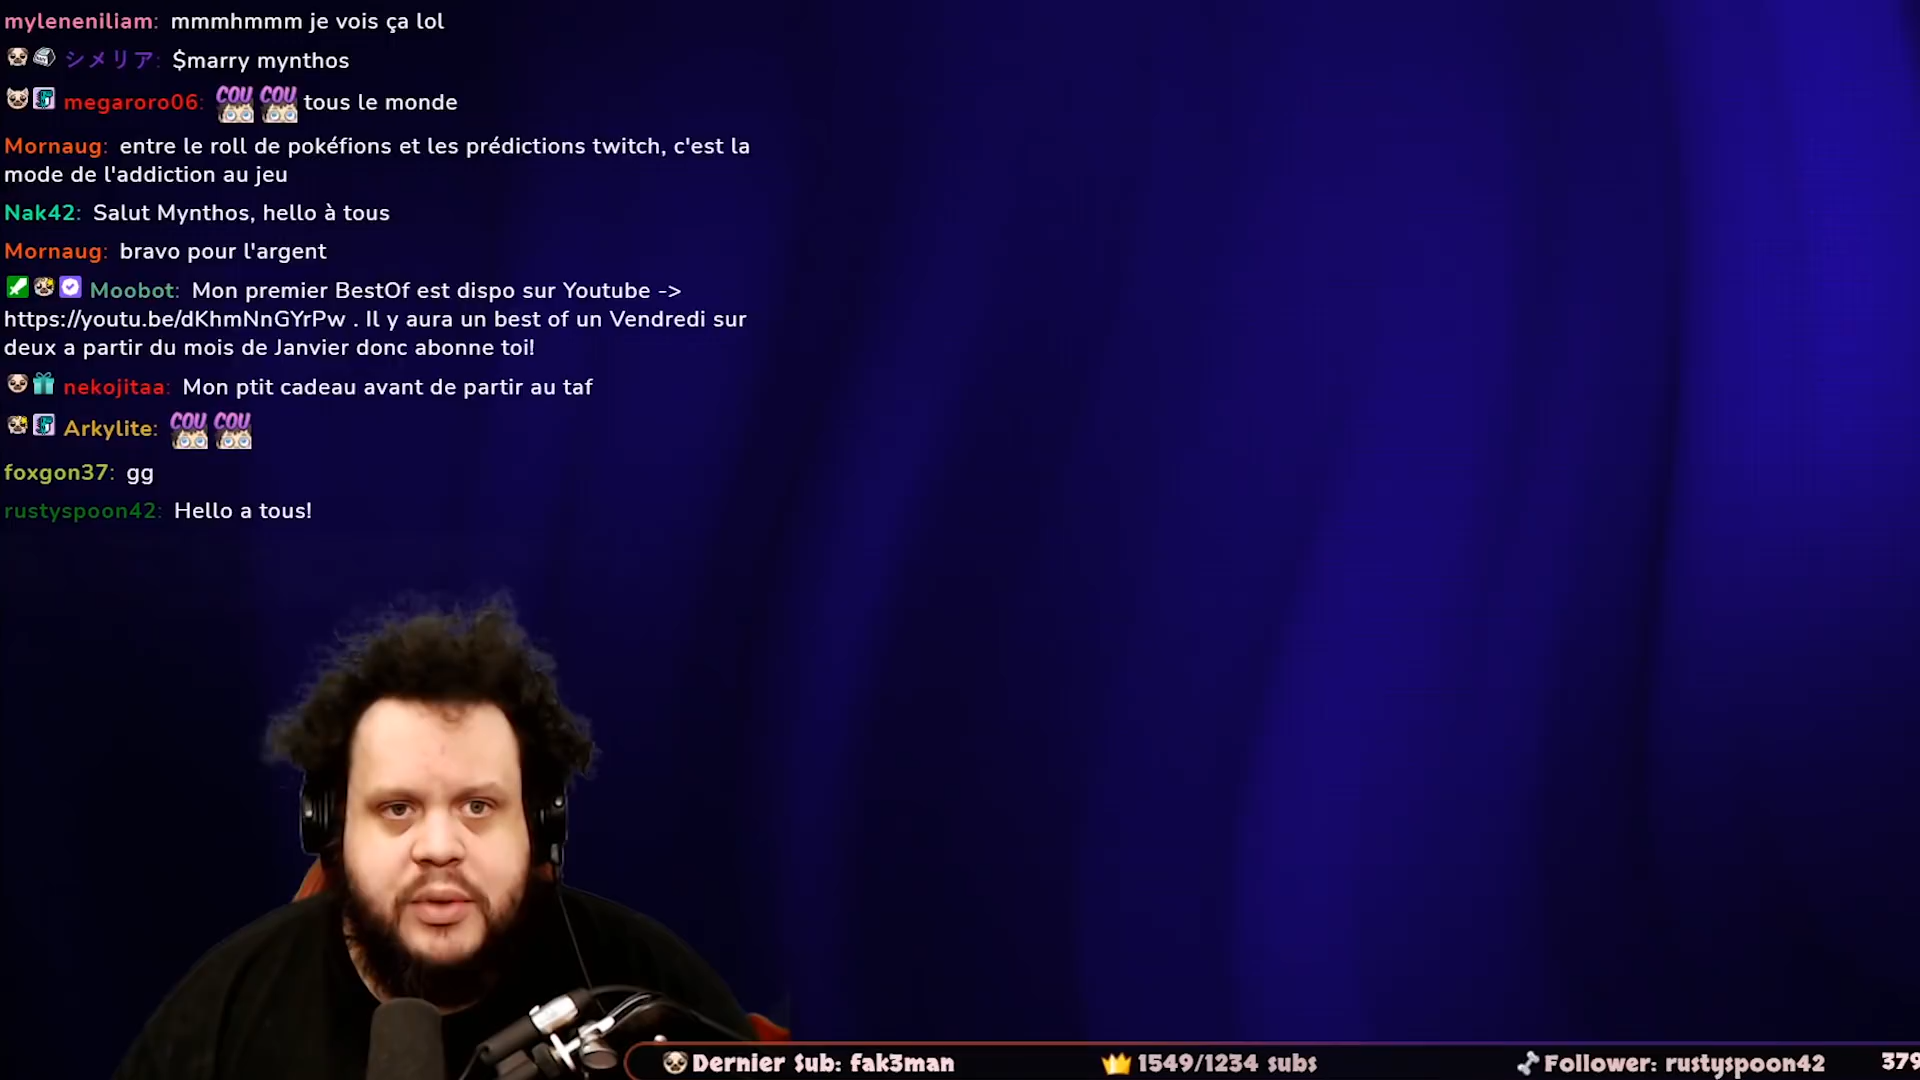 myleneniliam: mmmhmmm je vois ça lol
シメリア: $marry mynthos
megaroro06: COU COU tous le monde
Mornaug: entre le roll de pokéfions et les prédictions twitch, c'est la
mode de l'addiction au jeu
Nak42: Salut Mynthos, hello à tous
Mornaug: bravo pour l'argent
Moobot: Mon premier BestOf est dispo sur Youtube ->
https://youtu.be/dKhmNnGYrPw . Il y aura un best of un Vendredi sur
deux a partir du mois de Janvier donc abonne toi!
nekojitaa: Mon ptit cadeau avant de partir au taf
Arkylite: COU COU
foxgon37: gg
rustyspoon42: Hello a tous!
Dernier Sub: fak3man 1549/1234 subs Follower: rustyspoon42 379